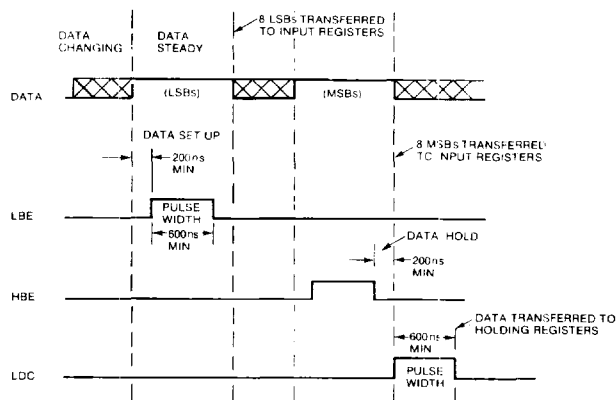 DATA
CHANGING
DATA
STEADY
8 LSBs TRANSFERRED
TO INPUT REGISTERS
DATA
(LSBs)
(MSBs)
DATA SET UP
200ns
MIN
8 MSBs TRANSFERRED
TC INPUT REGISTERS
LBE
PULSE
WIDTH
600ns
MIN
DATA HOLD
200ns
MIN
HBE
DATA TRANSFERRED TO
HOLDING REGISTERS
600ns
MIN
LDC
PULSE
WIDTH